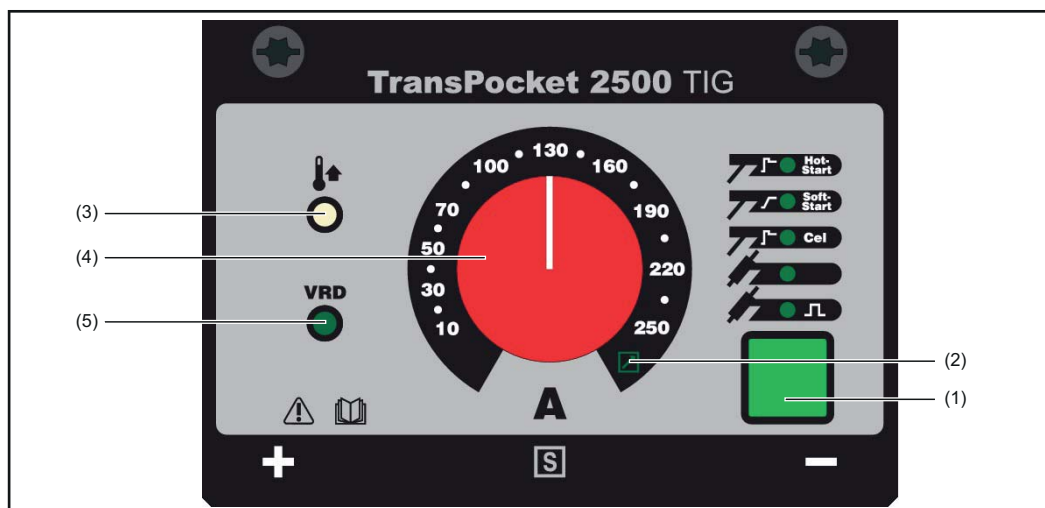 TransPocket 2500 TIG
(3)
(4)
(5)
VRD
10
30
50
70
100
130
160
190
220
250
A
Hot-
Start
Soft-
Start
Cel
(2)
(1)
+
S
−